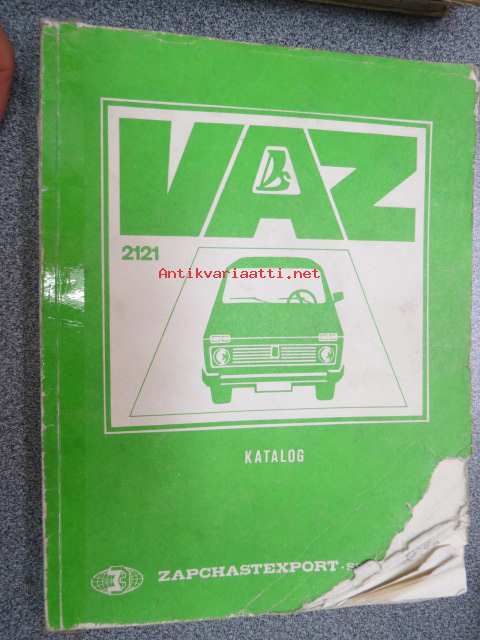 VAZ
2121
Antikvariaatti.net
KATALOG
ZAPCHASTEXPORT